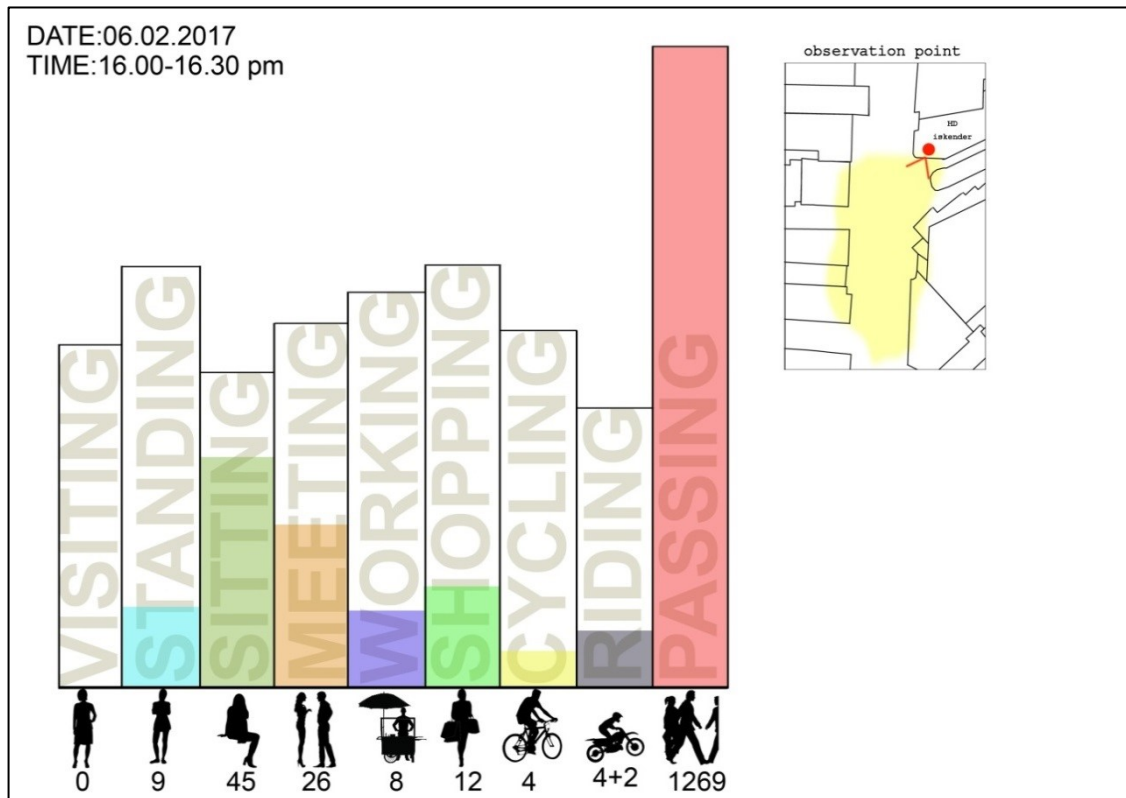 DATE:06.02.2017
TIME:16.00-16.30 pm
observation point
HD
iskender
VISITING
STANDING
SITTING
MEETING
WORKING
SHOPPING
CYCLING
RIDING
PASSING
0 9 45 26 8 12 4 4+2 1269